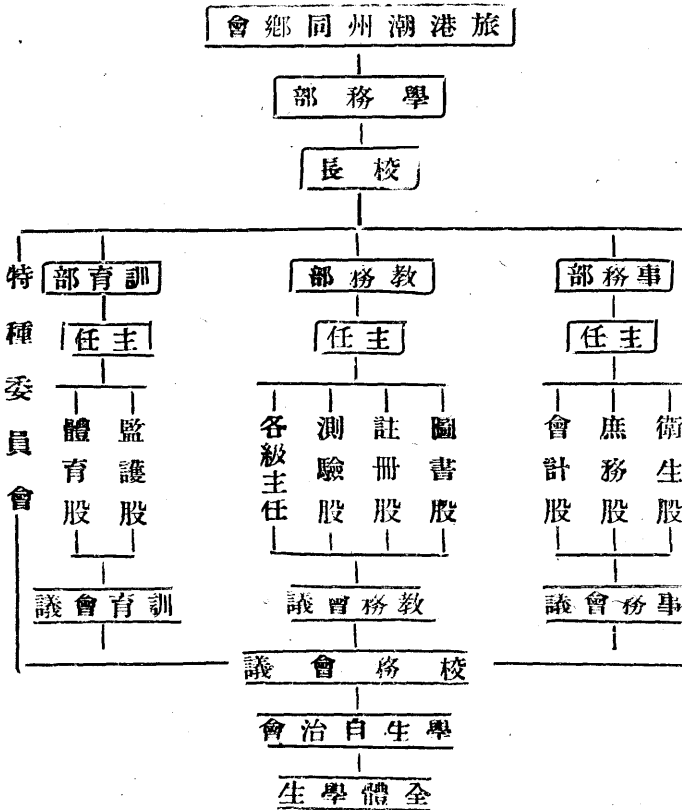 旅港潮州同鄉會
學務部
校長
事務部
教務部
訓育部
特種委員會
主任
主任
主任
衛生股
庶務股
會計股
圖書股
註冊股
測驗股
各級主任
監護股
體育股
事務會議
教務會議
訓育會議
校務會議
學生自治會
全體學生